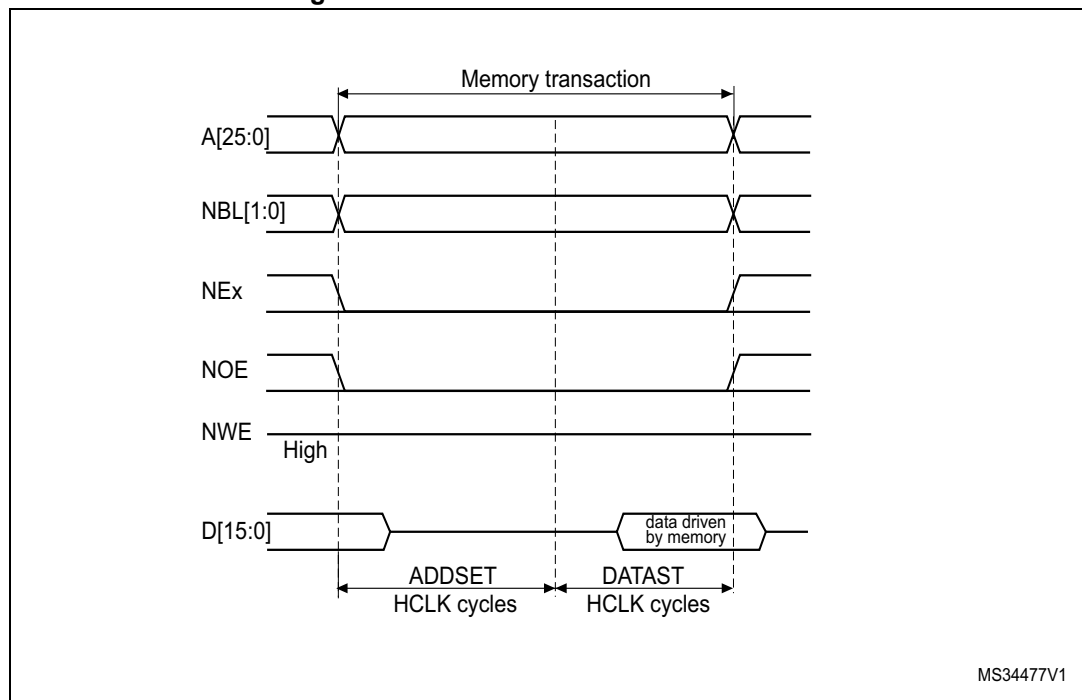 Memory transaction
A[25:0]
NBL[1:0]
NEx
NOE
NWE
High
D[15:0]
data driven
by memory
ADDSET
HCLK cycles
DATAST
HCLK cycles
MS34477V1